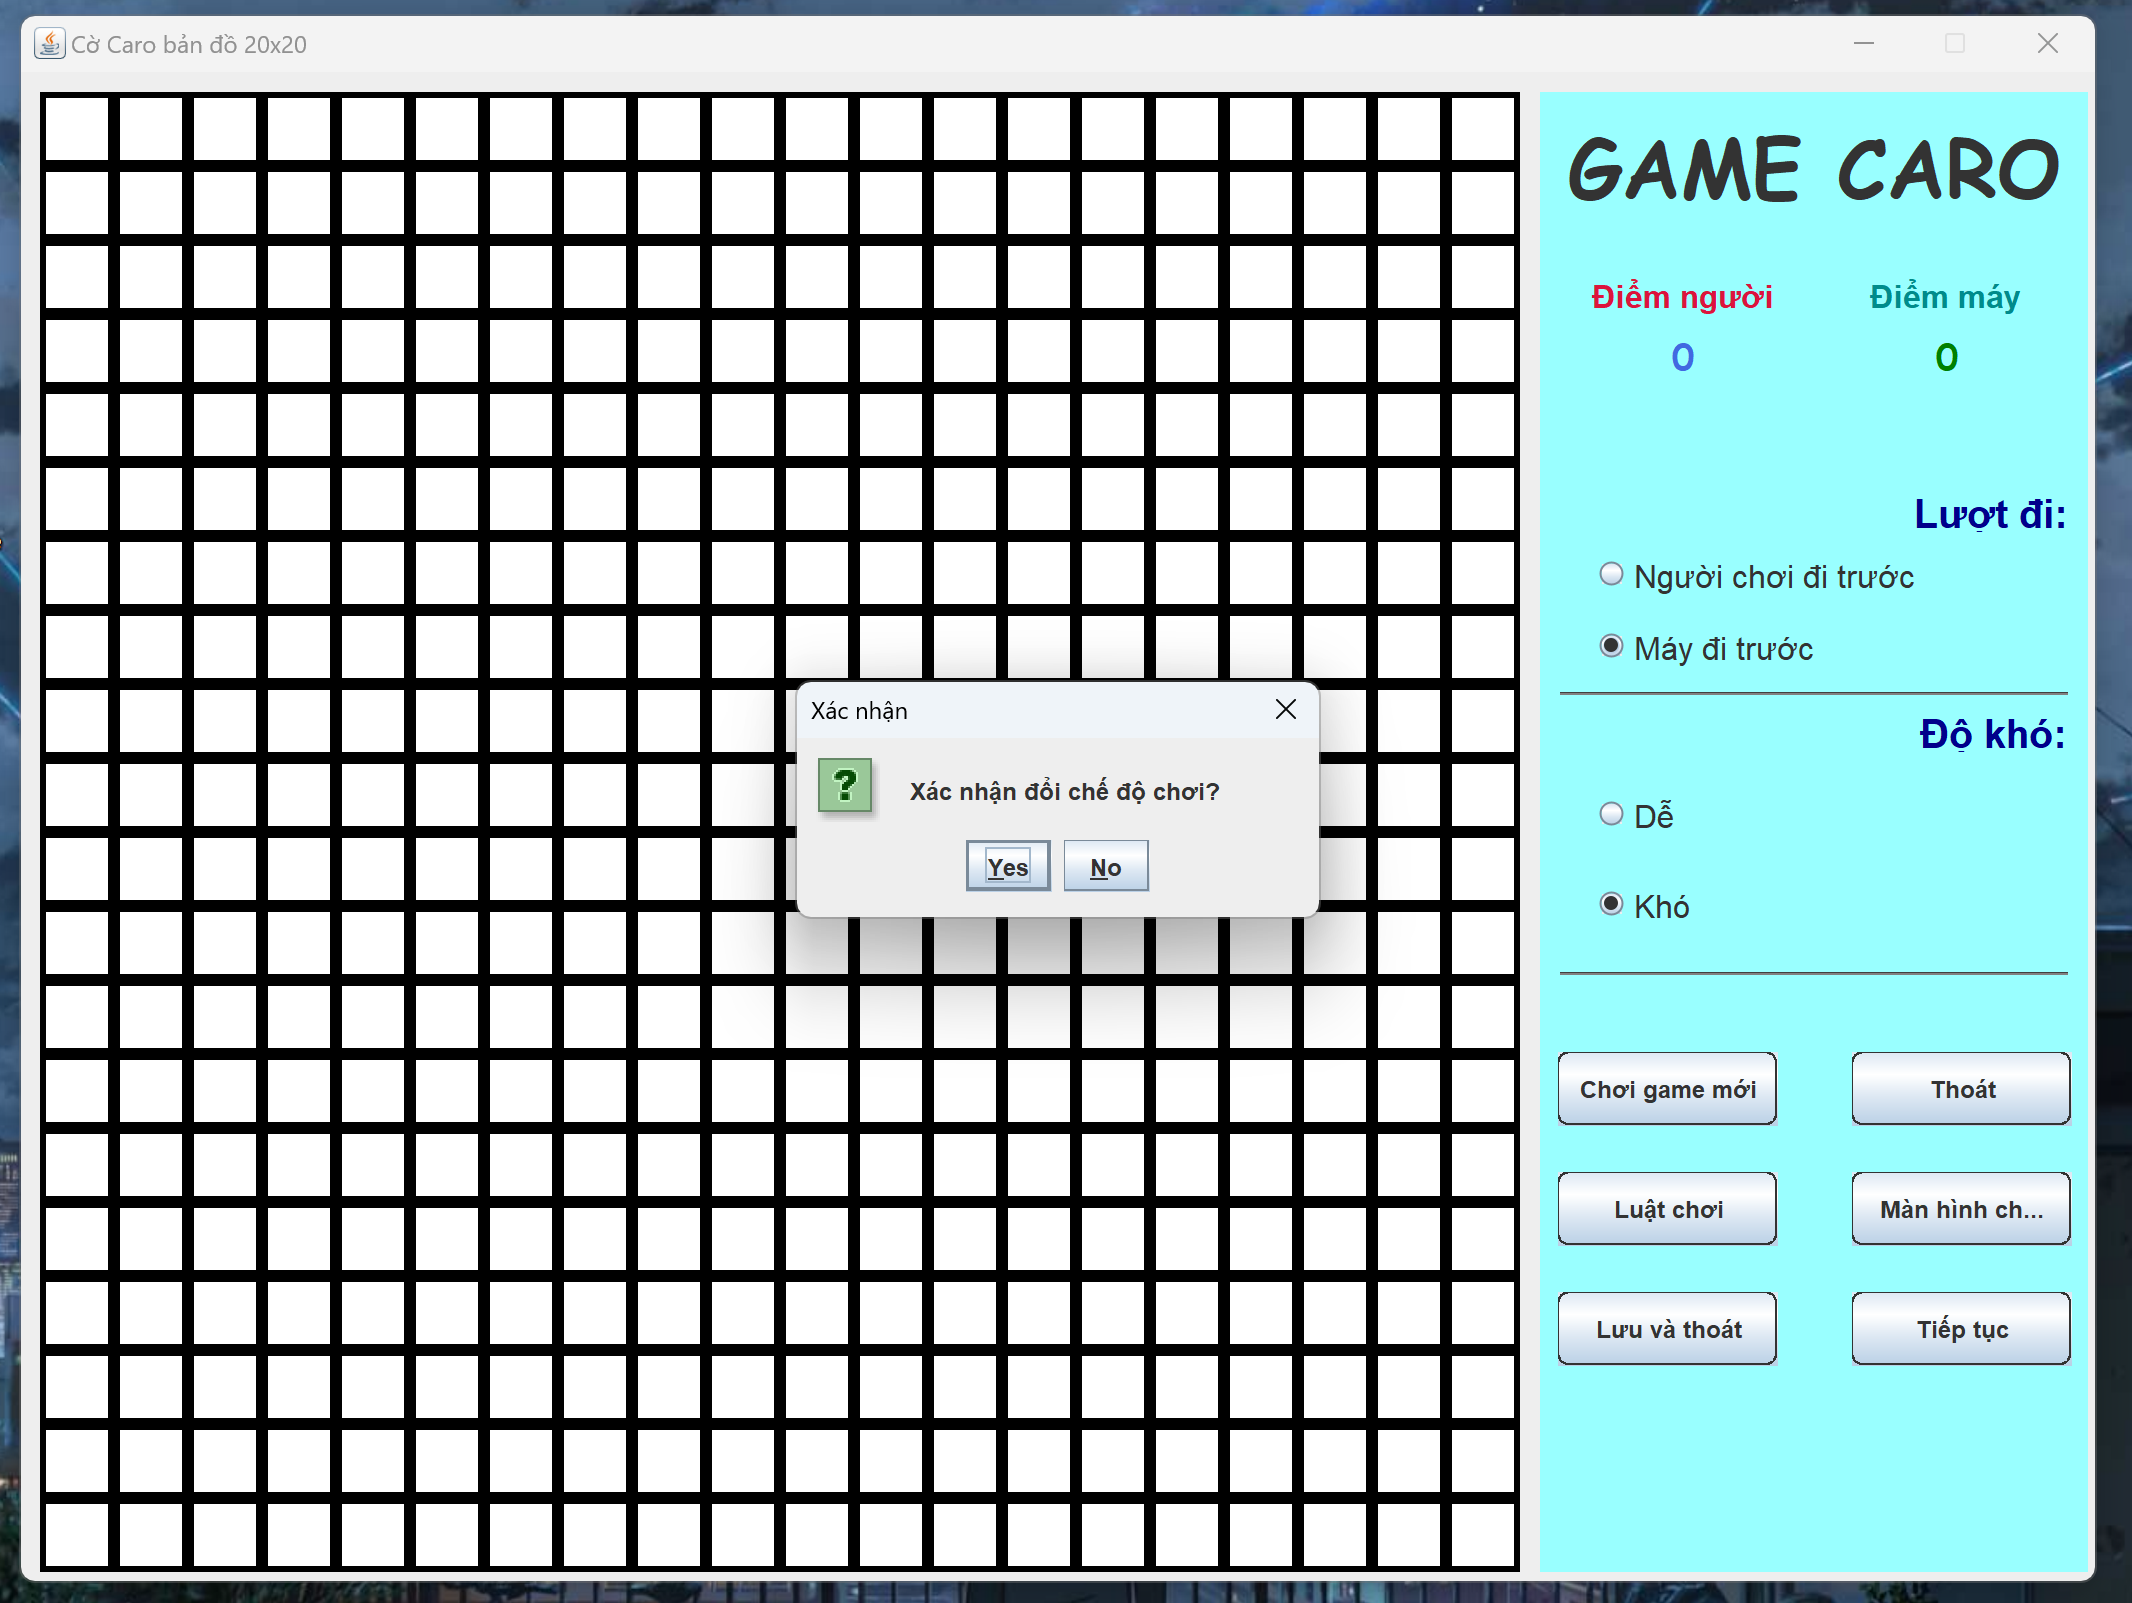 Cờ Caro bản đồ 20x20
GAME CARO
Điểm người
Điểm máy
0
0
Lượt đi:
Người chơi đi trước
Máy đi trước
Xác nhận
Xác nhận đổi chế độ chơi?
Yes
No
Độ khó:
Dễ
Khó
Chơi game mới
Thoát
Luật chơi
Màn hình ch...
Lưu và thoát
Tiếp tục